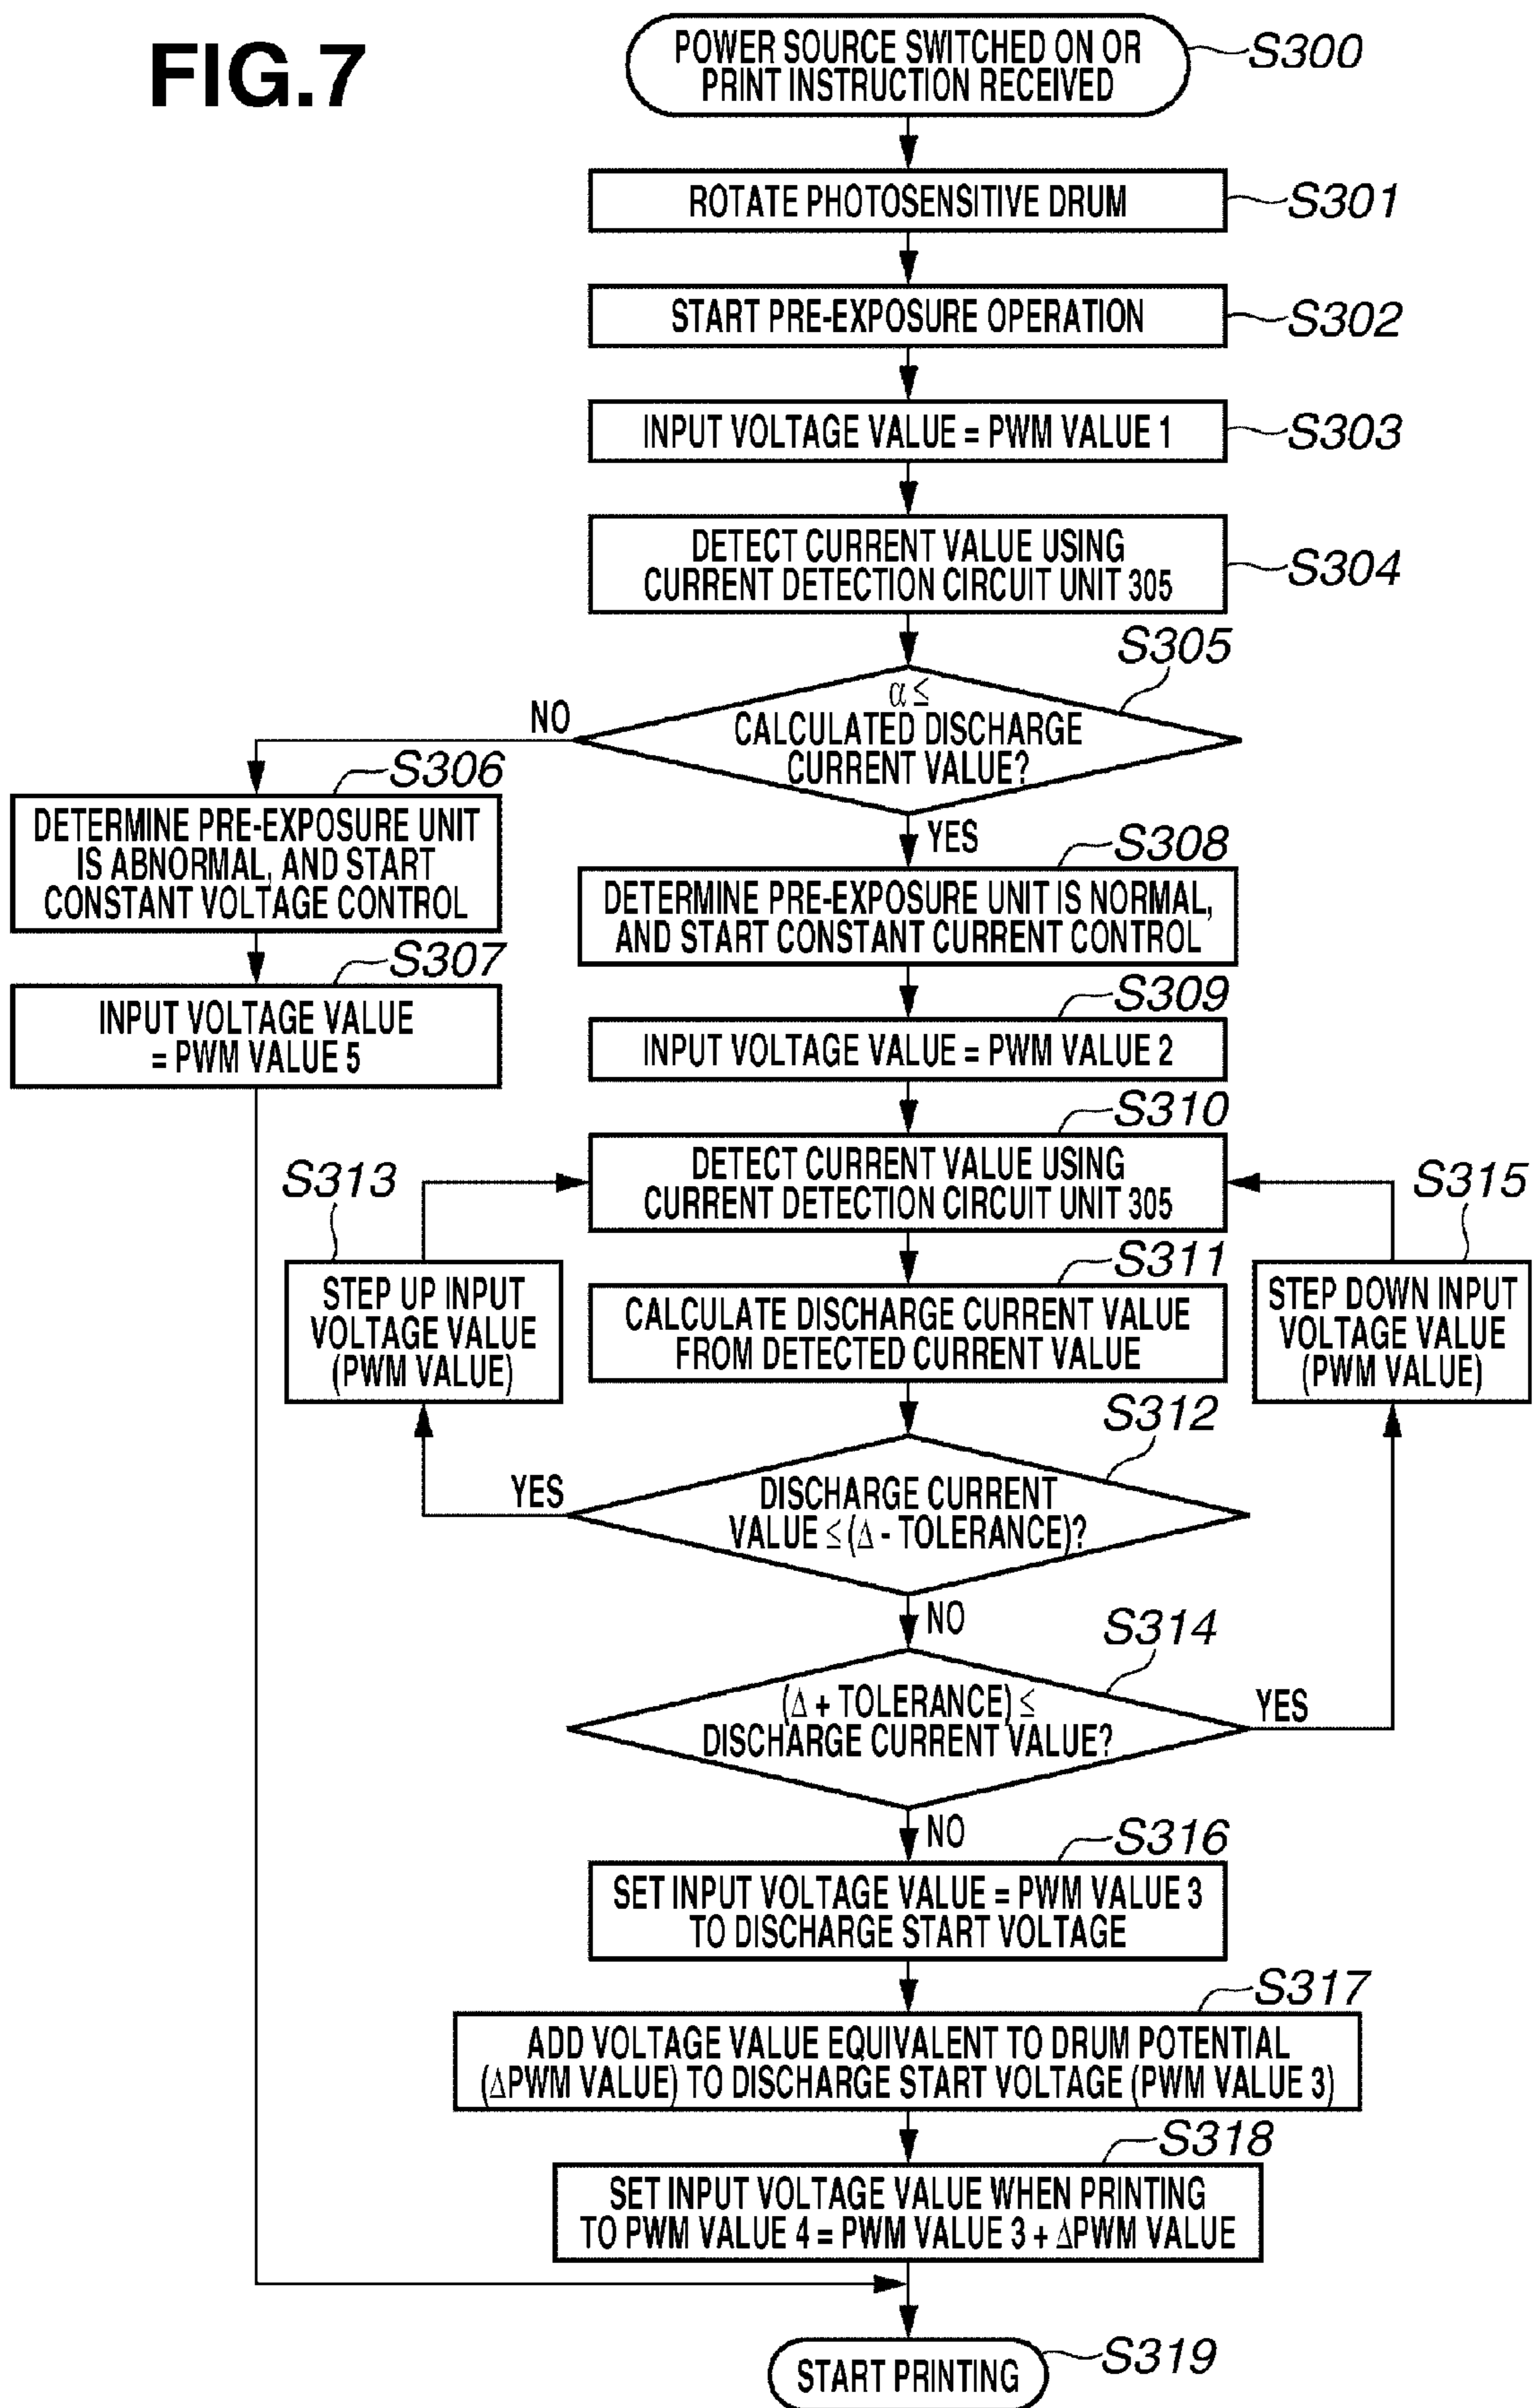 FIG.7
POWER SOURCE SWITCHED ON OR
PRINT INSTRUCTION RECEIVED
S300
ROTATE PHOTOSENSITIVE DRUM
S301
START PRE-EXPOSURE OPERATION
S302
INPUT VOLTAGE VALUE = PWM VALUE 1
S303
DETECT CURRENT VALUE USING
CURRENT DETECTION CIRCUIT UNIT 305
S304
S305
α ≤
CALCULATED DISCHARGE
CURRENT VALUE?
NO
YES
S306
DETERMINE PRE-EXPOSURE UNIT
IS ABNORMAL, AND START
CONSTANT VOLTAGE CONTROL
S307
INPUT VOLTAGE VALUE
= PWM VALUE 5
S308
DETERMINE PRE-EXPOSURE UNIT IS NORMAL,
AND START CONSTANT CURRENT CONTROL
S309
INPUT VOLTAGE VALUE = PWM VALUE 2
S310
DETECT CURRENT VALUE USING
CURRENT DETECTION CIRCUIT UNIT 305
S313
STEP UP INPUT
VOLTAGE VALUE
(PWM VALUE)
S311
CALCULATE DISCHARGE CURRENT VALUE
FROM DETECTED CURRENT VALUE
S315
STEP DOWN INPUT
VOLTAGE VALUE
(PWM VALUE)
S312
YES
DISCHARGE CURRENT
VALUE ≤ (Δ - TOLERANCE)?
NO
S314
(Δ + TOLERANCE) ≤
DISCHARGE CURRENT VALUE?
YES
NO
S316
SET INPUT VOLTAGE VALUE = PWM VALUE 3
TO DISCHARGE START VOLTAGE
S317
ADD VOLTAGE VALUE EQUIVALENT TO DRUM POTENTIAL
(ΔPWM VALUE) TO DISCHARGE START VOLTAGE (PWM VALUE 3)
S318
SET INPUT VOLTAGE VALUE WHEN PRINTING
TO PWM VALUE 4 = PWM VALUE 3 + ΔPWM VALUE
START PRINTING
S319